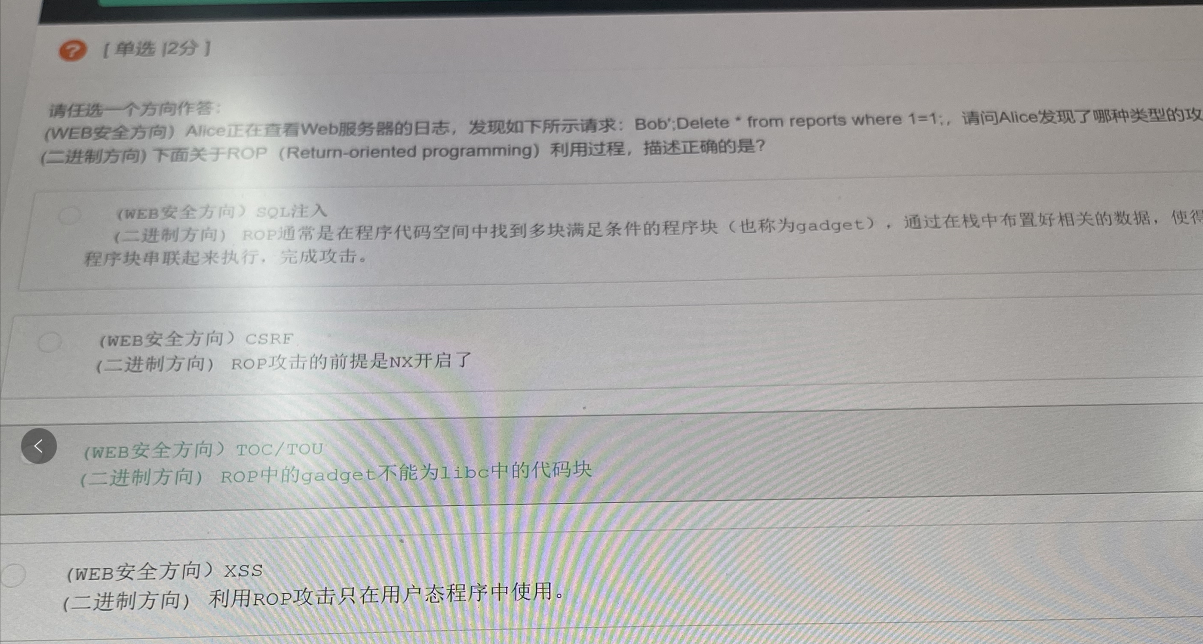 ?
[ 单选 |2分 ]
请任选一个方向作答：
(WEB安全方向）Alice正在查看Web服务器的日志，发现如下所示请求：Bob';Delete * from reports where 1=1;，请问Alice发现了哪种类型的攻
(二进制方向) 下面关于ROP（Return-oriented programming）利用过程，描述正确的是？
(WEB安全方向）SQL注入
(二进制方向） ROP通常是在程序代码空间中找到多块满足条件的程序块（也称为gadget），通过在栈中布置好相关的数据，使得
程序块串联起来执行，完成攻击。
(WEB安全方向）CSRF
(二进制方向） ROP攻击的前提是NX开启了
(WEB安全方向）TOC/TOU
(二进制方向） ROP中的gadget不能为libc中的代码块
(WEB安全方向）XSS
(二进制方向） 利用ROP攻击只在用户态程序中使用。